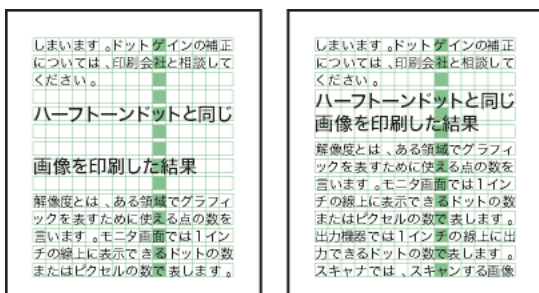 しまいます。ドットゲインの補正
については、印刷会社と相談して
ください。
ハーフトーンドットと同じ
画像を印刷した結果
解像度とは、ある領域でグラフィ
ックを表すために使える点の数を
言います。モニタ画面では1イン
チの線上に表示できるドットの数
またはピクセルの数で表します。
しまいます。ドットゲインの補正
については、印刷会社と相談して
ください。
ハーフトーンドットと同じ
画像を印刷した結果
解像度とは、ある領域でグラフィ
ックを表すために使える点の数を
言います。モニタ画面では1イン
チの線上に表示できるドットの数
またはピクセルの数で表します。
出力機器では1インチの線上に出
力できるドットの数で表します。
スキャナでは、スキャンする画像